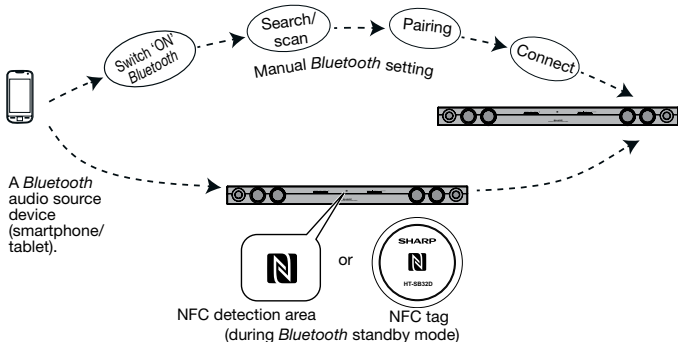 Switch 'ON'
Bluetooth
Search/
scan
Pairing
Connect
Manual Bluetooth setting
A Bluetooth
audio source
device
(smartphone/
tablet).
or
SHARP
HT-SB32D
NFC detection area
NFC tag
(during Bluetooth standby mode)